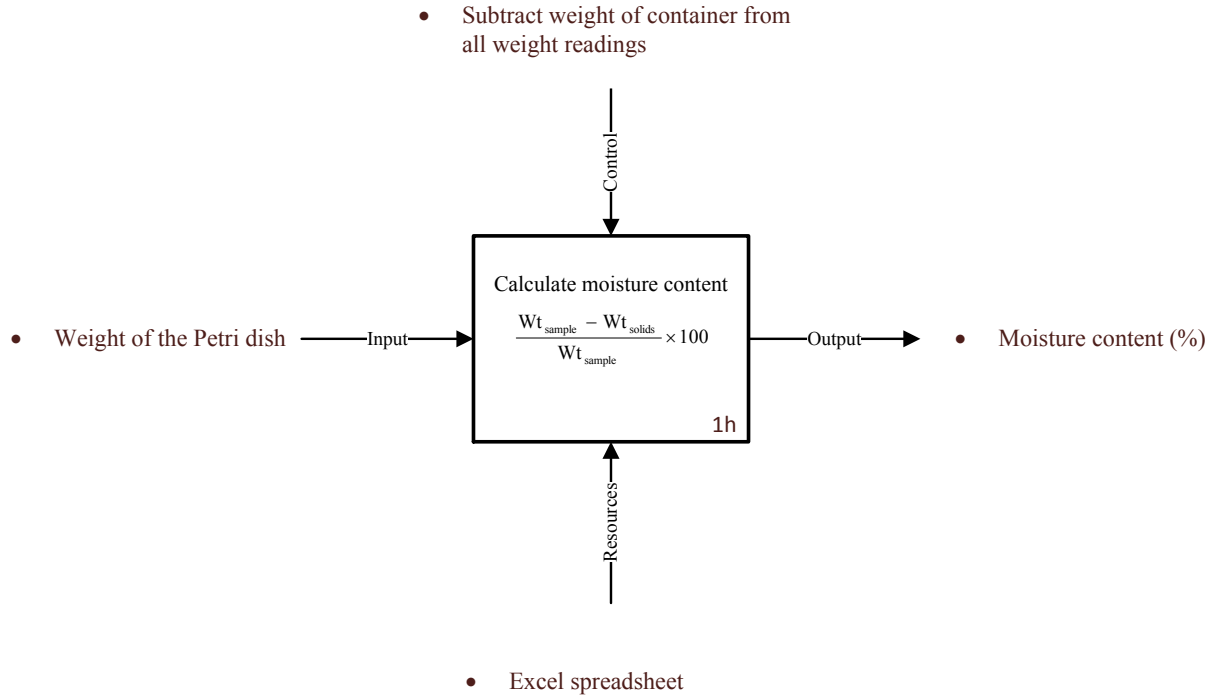 • Subtract weight of container from
all weight readings
Control
Calculate moisture content
Wt_sample − Wt_solids
Wt_sample
× 100
1h
• Weight of the Petri dish
Input
Output
• Moisture content (%)
Resources
• Excel spreadsheet